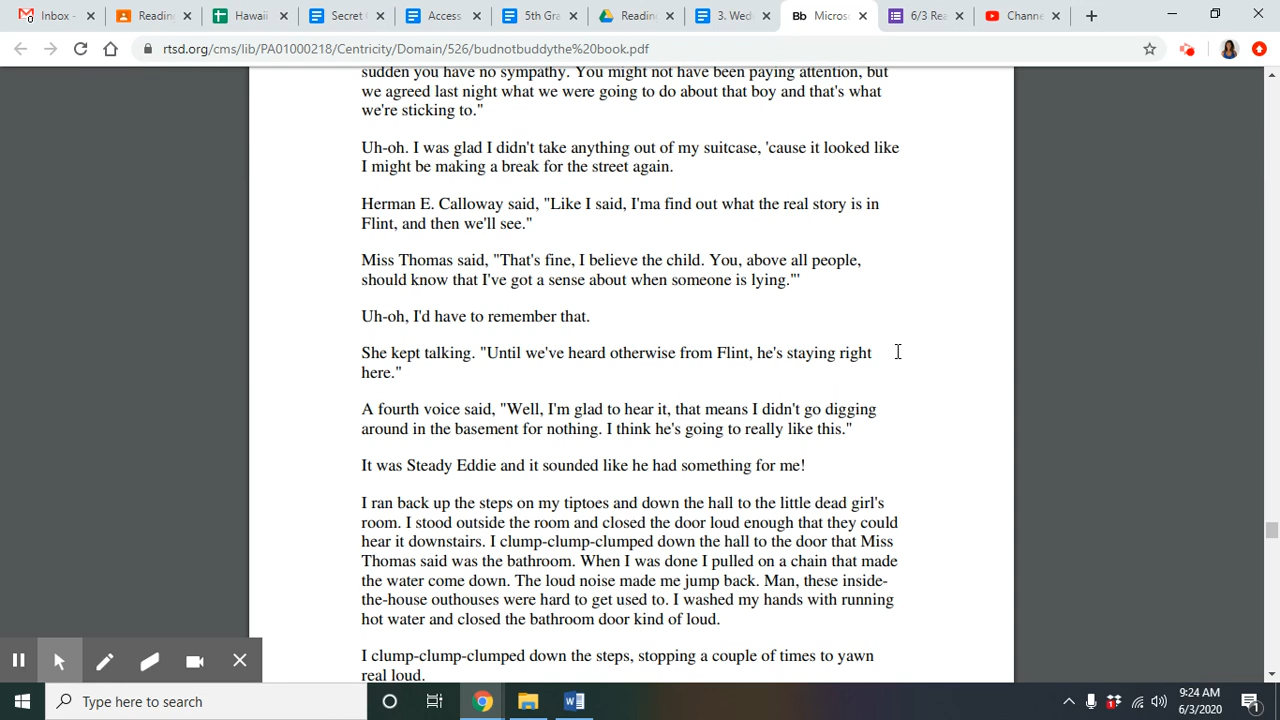 Inbox -
Reading
Hawaii
Secret
Access
5th Gra
Reading
3. Wee
Bb Micros
6/3 Rea
Chann
rtsd.org/cms/lib/PA01000218/Centricity/Domain/526/budnotbuddythe%20book.pdf
sudden you have no sympathy. You might not have been paying attention, but
we agreed last night what we were going to do about that boy and that's what
we're sticking to."
Uh-oh. I was glad I didn't take anything out of my suitcase, 'cause it looked like
I might be making a break for the street again.
Herman E. Calloway said, "Like I said, I'ma find out what the real story is in
Flint, and then we'll see."
Miss Thomas said, "That's fine, I believe the child. You, above all people,
should know that I've got a sense about when someone is lying."'
Uh-oh, I'd have to remember that.
She kept talking. "Until we've heard otherwise from Flint, he's staying right
here."
A fourth voice said, "Well, I'm glad to hear it, that means I didn't go digging
around in the basement for nothing. I think he's going to really like this."
It was Steady Eddie and it sounded like he had something for me!
I ran back up the steps on my tiptoes and down the hall to the little dead girl's
room. I stood outside the room and closed the door loud enough that they could
hear it downstairs. I clump-clump-clumped down the hall to the door that Miss
Thomas said was the bathroom. When I was done I pulled on a chain that made
the water come down. The loud noise made me jump back. Man, these inside-
the-house outhouses were hard to get used to. I washed my hands with running
hot water and closed the bathroom door kind of loud.
I clump-clump-clumped down the steps, stopping a couple of times to yawn
real loud.
Type here to search
9:24 AM
6/3/2020